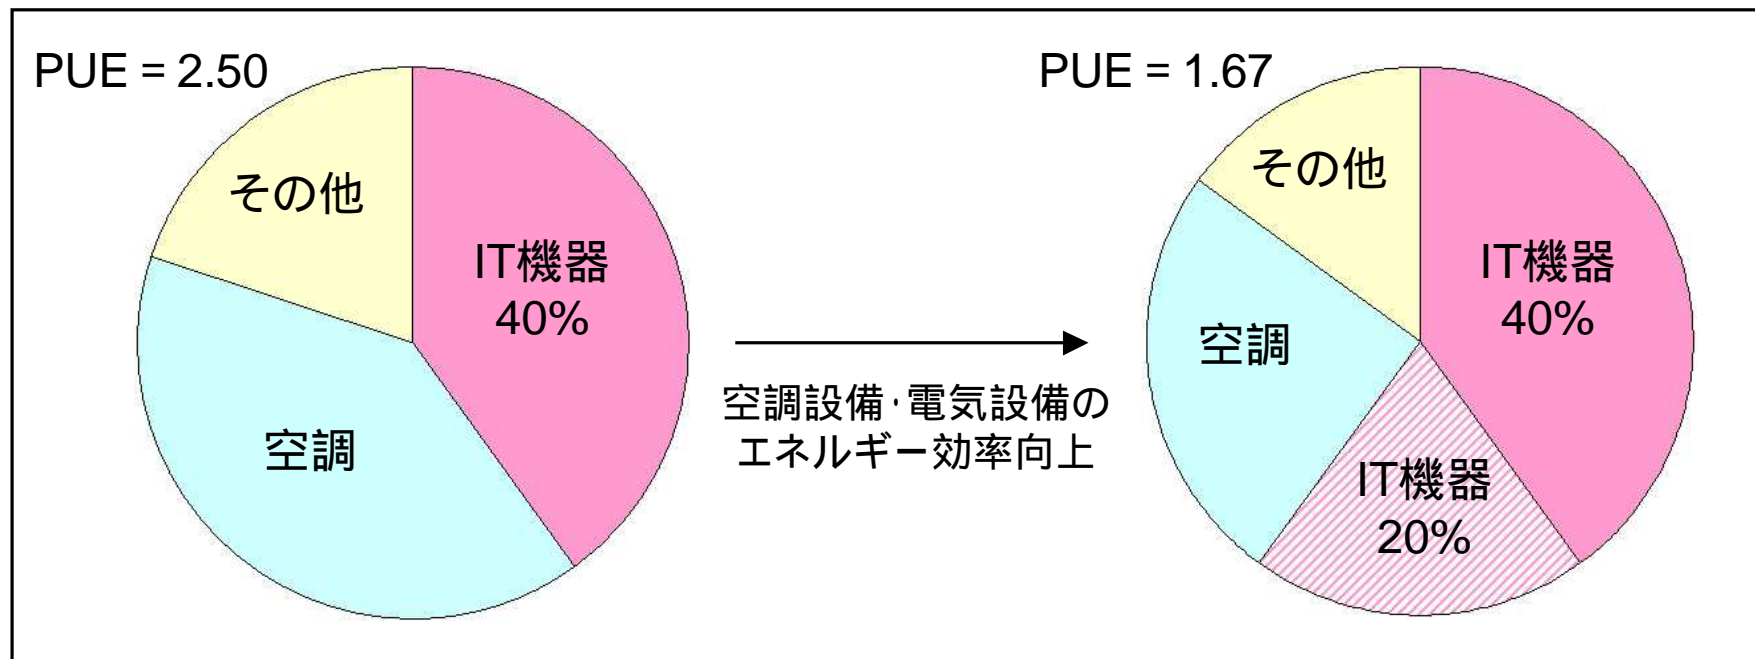 PUE = 2.50
その他
IT機器
40%
空調
空調設備･電気設備の
エネルギー効率向上
PUE = 1.67
その他
IT機器
40%
空調
IT機器
20%